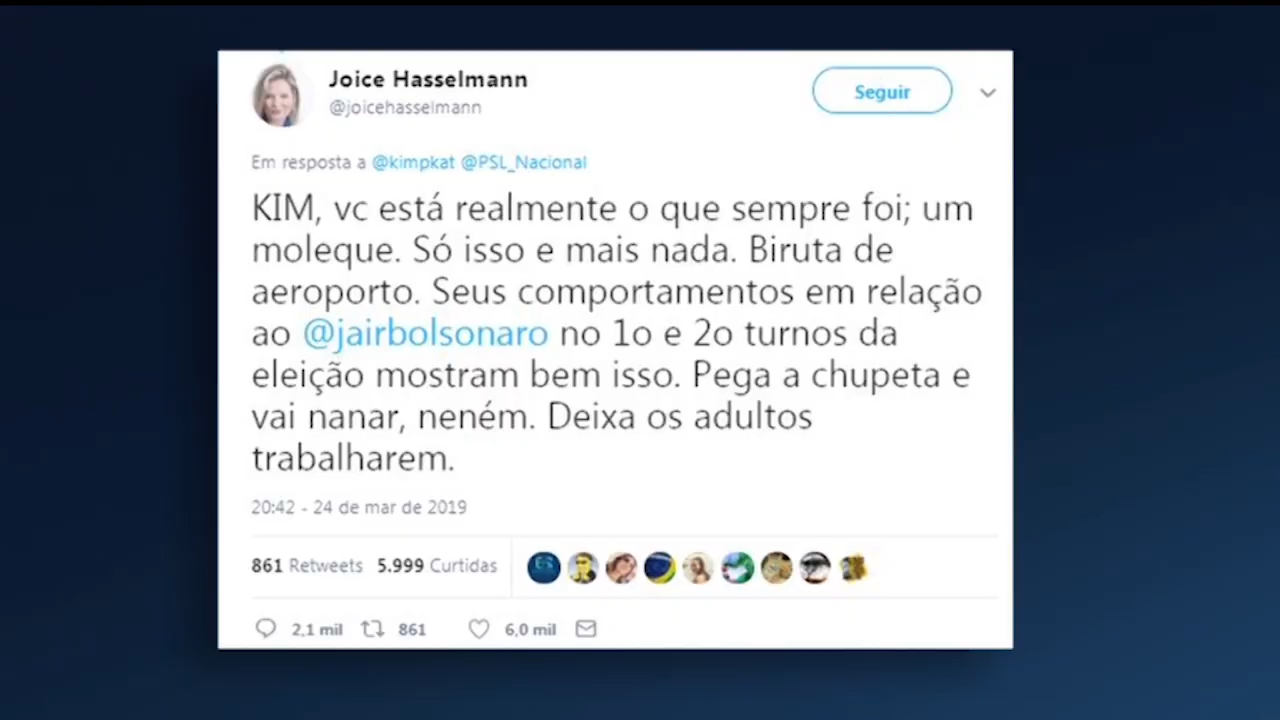 Joice Hasselmann
@joicehasselmann
Seguir
Em resposta a @kimpkat @PSL_Nacional
KIM, vc está realmente o que sempre foi; um
moleque. Só isso e mais nada. Biruta de
aeroporto. Seus comportamentos em relação
ao @jairbolsonaro no 1o e 2o turnos da
eleição mostram bem isso. Pega a chupeta e
vai nanar, neném. Deixa os adultos
trabalharem.
20:42 - 24 de mar de 2019
861 Retweets 5.999 Curtidas
2,1 mil 861 6,0 mil